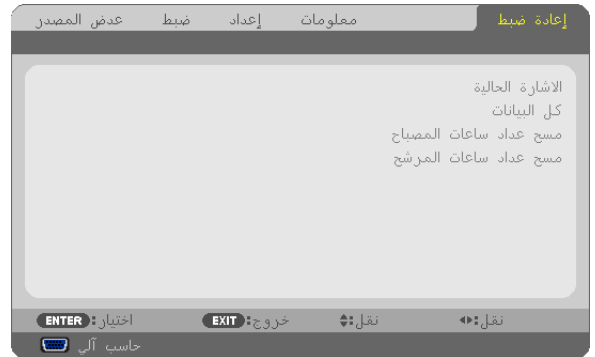 إعادة ضبط معلومات إعداد ضبط عدض المصدر
الاشارة الحالية
كل البيانات
مسح عداد ساعات المصباح
مسح عداد ساعات المرشح
نقل: نقل: خروج: EXIT اختيار: ENTER
حاسب آلي